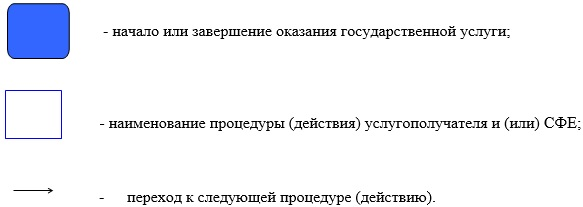 - начало или завершение оказания государственной услуги;
- наименование процедуры (действия) услугополучателя и (или) СФЕ;
- переход к следующей процедуре (действию).